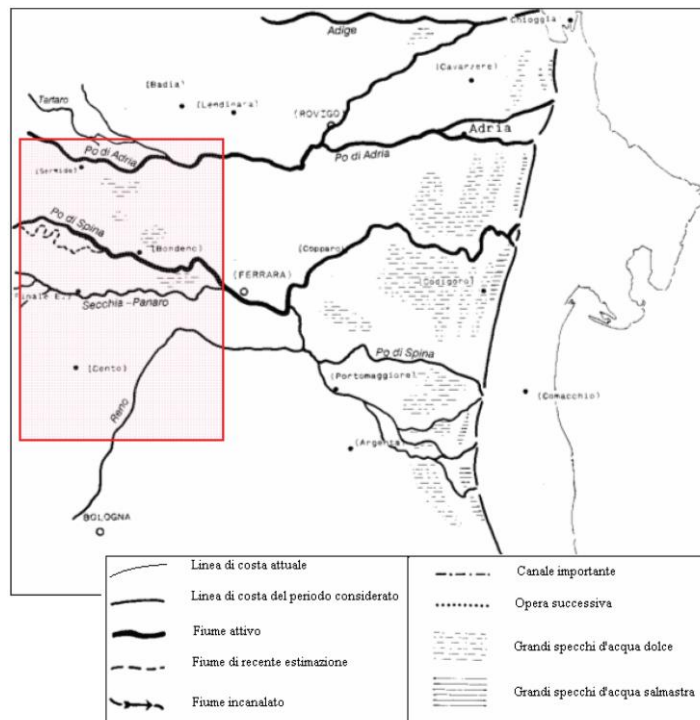 Chioggia
Adige
(Cavarzere)
(Badia)
Tartaro
(Lendinara)
(ROVIGO)
Adria
Po di Adria
Po di Adria
(Sermide)
Po di Spina
(Bondeno)
(Copparo)
(FERRARA)
(Codigoro)
Finale E.)
Secchia-Panaro
Po di Spina
(Cento)
(Portomaggiore)
(Comacchio)
Reno
(Argenta)
BOLOGNA
Linea di costa attuale
Linea di costa del periodo considerato
Fiume attivo
Fiume di recente estimazione
Fiume incanalato
Canale importante
Opera successiva
Grandi specchi d'acqua dolce
Grandi specchi d'acqua salmastra